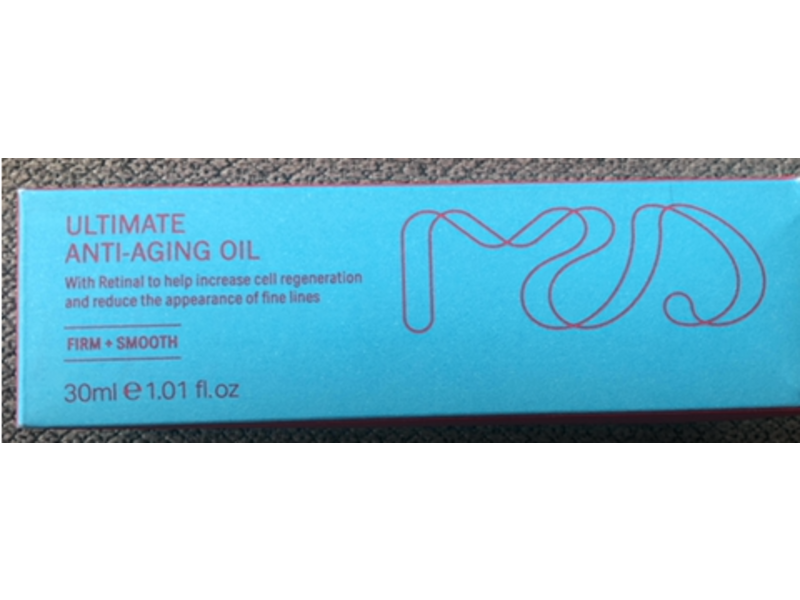 ULTIMATE
ANTI-AGING OIL
With Retinal to help increase cell regeneration
and reduce the appearance of fine lines
FIRM + SMOOTH
30ml ℮ 1.01 fl.oz
MUD